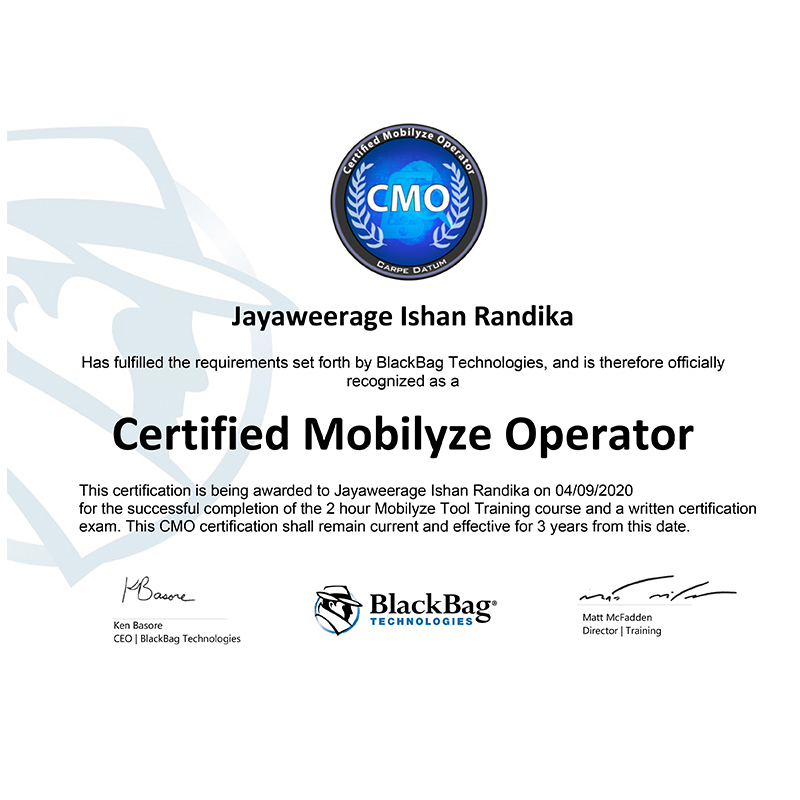 Certified Mobilyze Operator
CMO
CARPE DATUM
Jayaweerage Ishan Randika
Has fulfilled the requirements set forth by BlackBag Technologies, and is therefore officially
recognized as a
Certified Mobilyze Operator
This certification is being awarded to Jayaweerage Ishan Randika on 04/09/2020
for the successful completion of the 2 hour Mobilyze Tool Training course and a written certification
exam. This CMO certification shall remain current and effective for 3 years from this date.
KBasore
Ken Basore
CEO | BlackBag Technologies
BlackBag®
TECHNOLOGIES
Matt McFadden
Director | Training